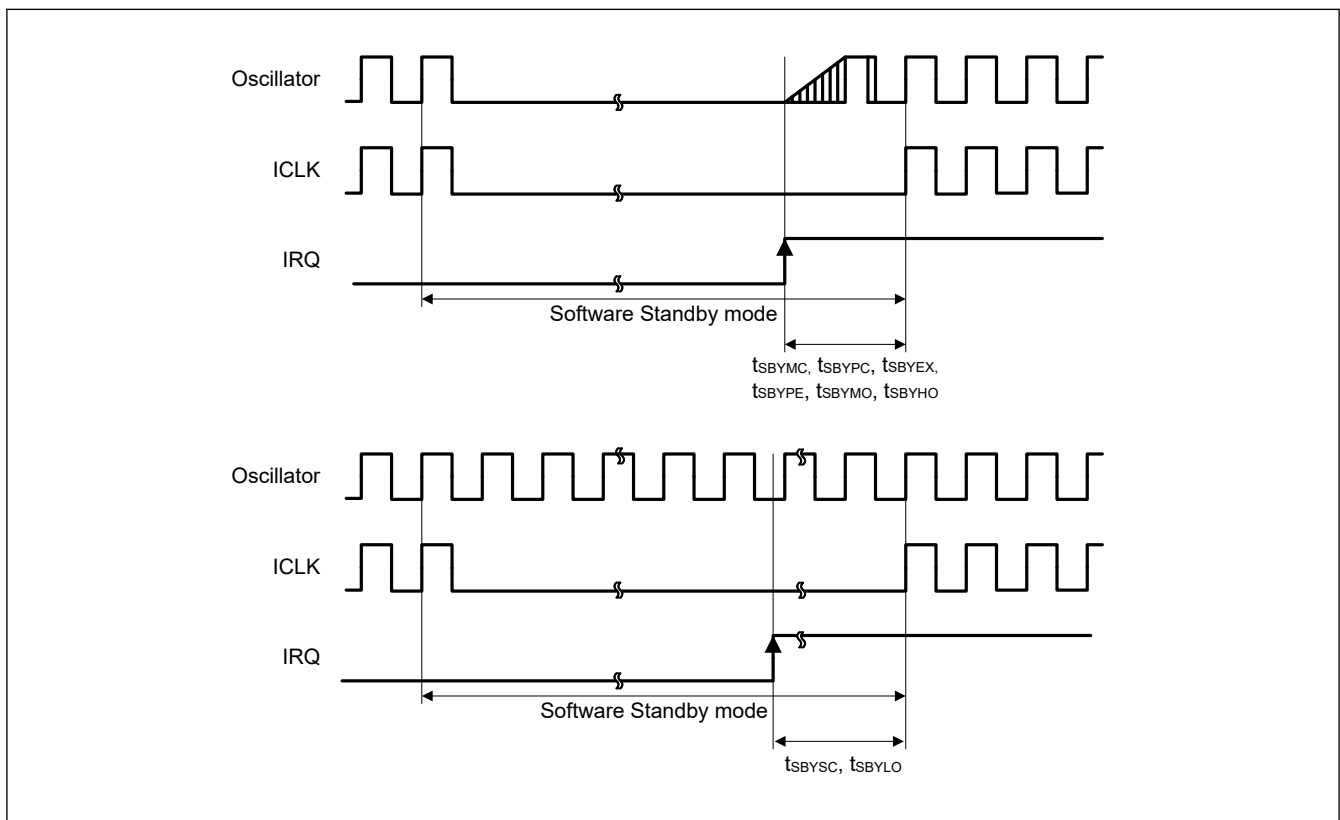 Oscillator
ICLK
IRQ
Software Standby mode
tSBYMC, tSBYPC, tSBYEX,
tSBYPE, tSBYMO, tSBYHO
Oscillator
ICLK
IRQ
Software Standby mode
tSBYSC, tSBYLO